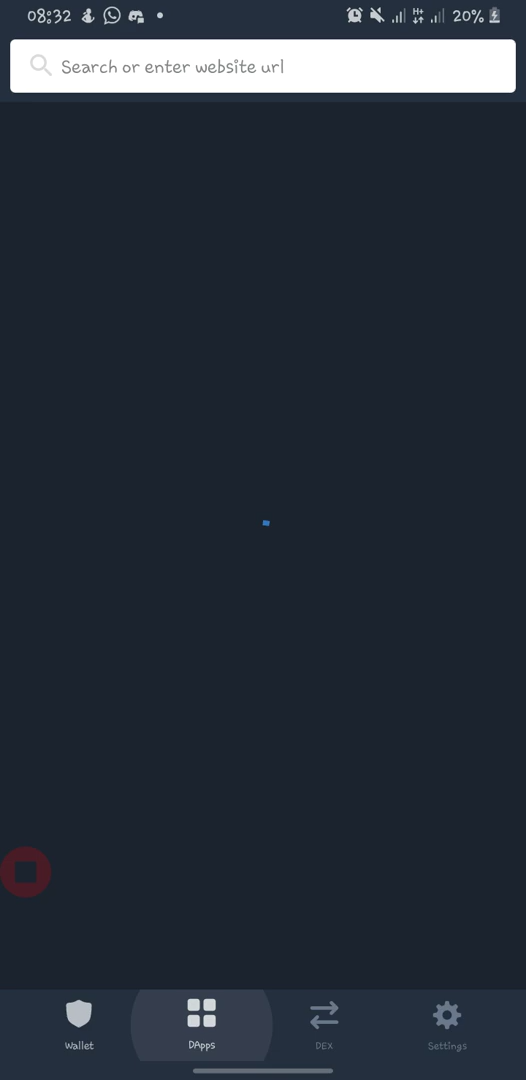 08:32
H+
20%
Search or enter website url
Wallet
DApps
DEX
Settings